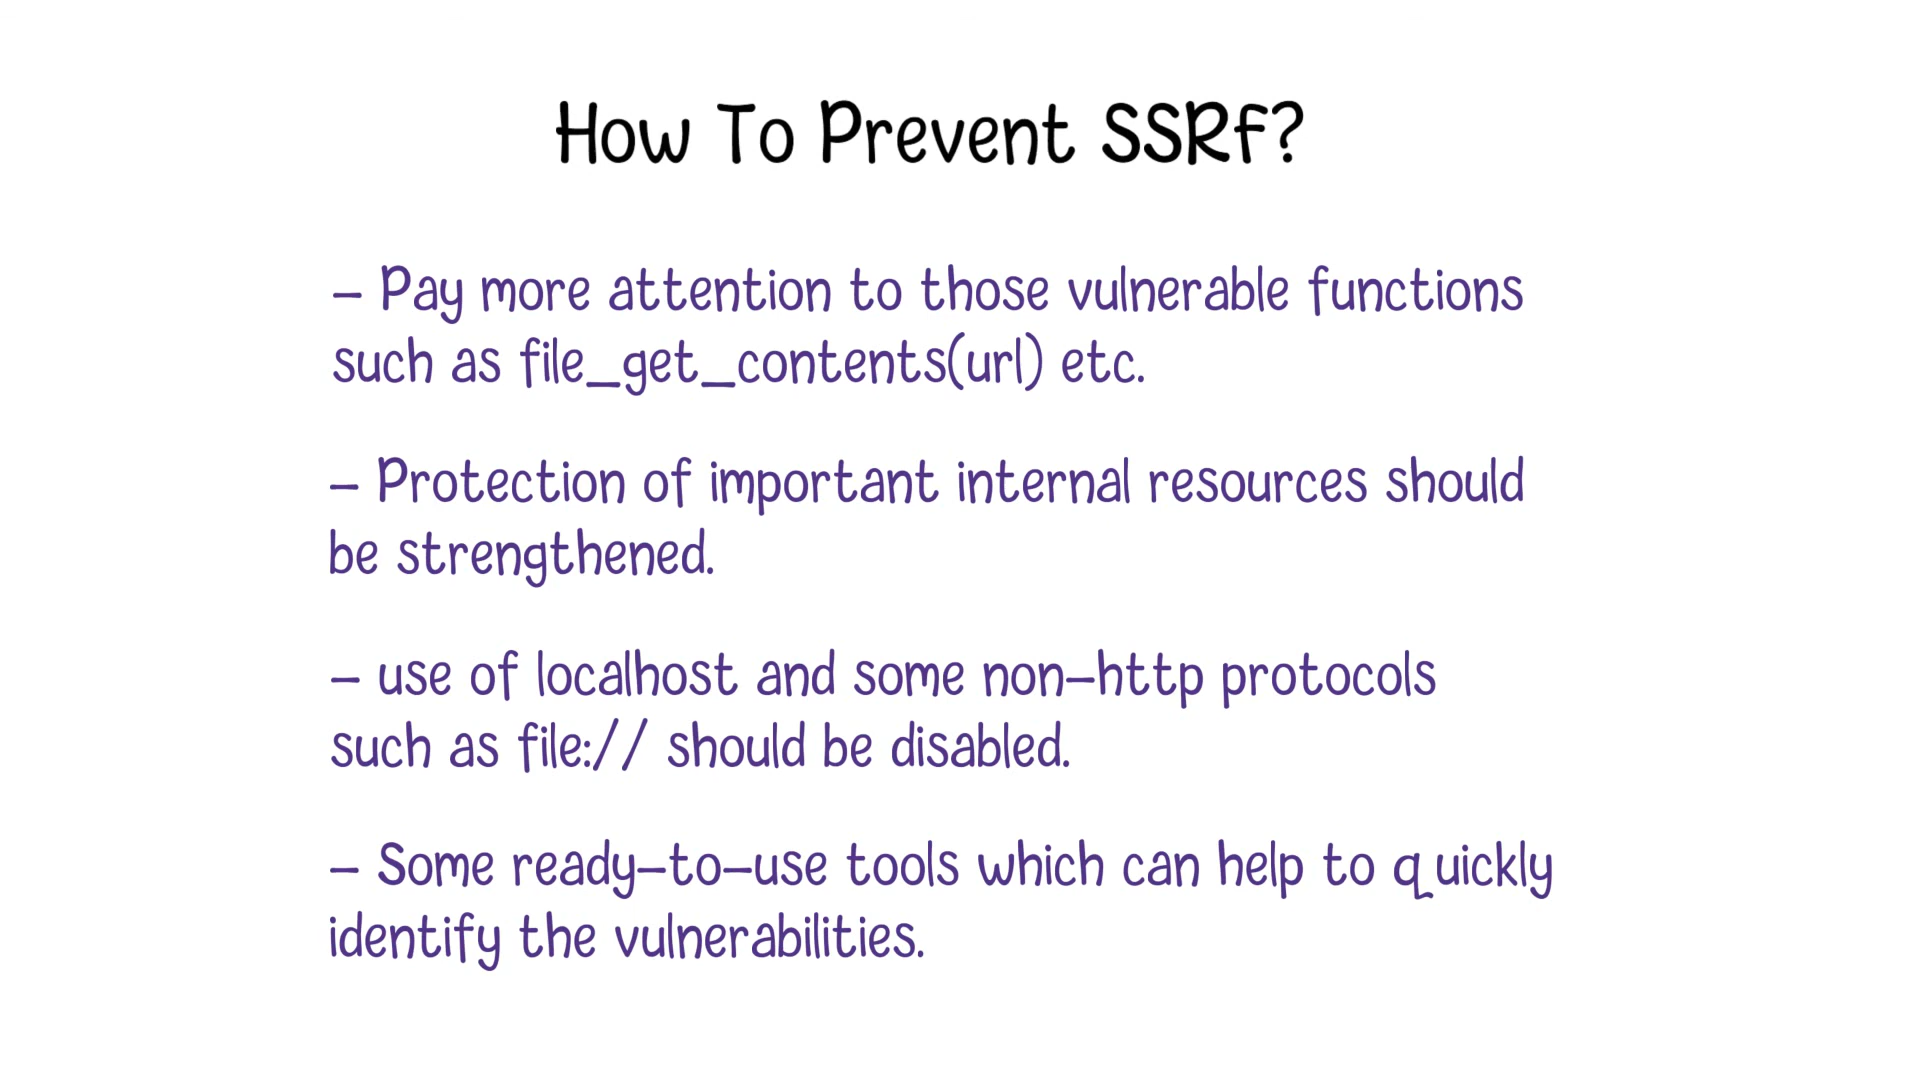 How To Prevent SSRF?
– Pay more attention to those vulnerable functions
such as file_get_contents(url) etc.
– Protection of important internal resources should
be strengthened.
– use of localhost and some non–http protocols
such as file:// should be disabled.
– Some ready–to–use tools which can help to quickly
identify the vulnerabilities.